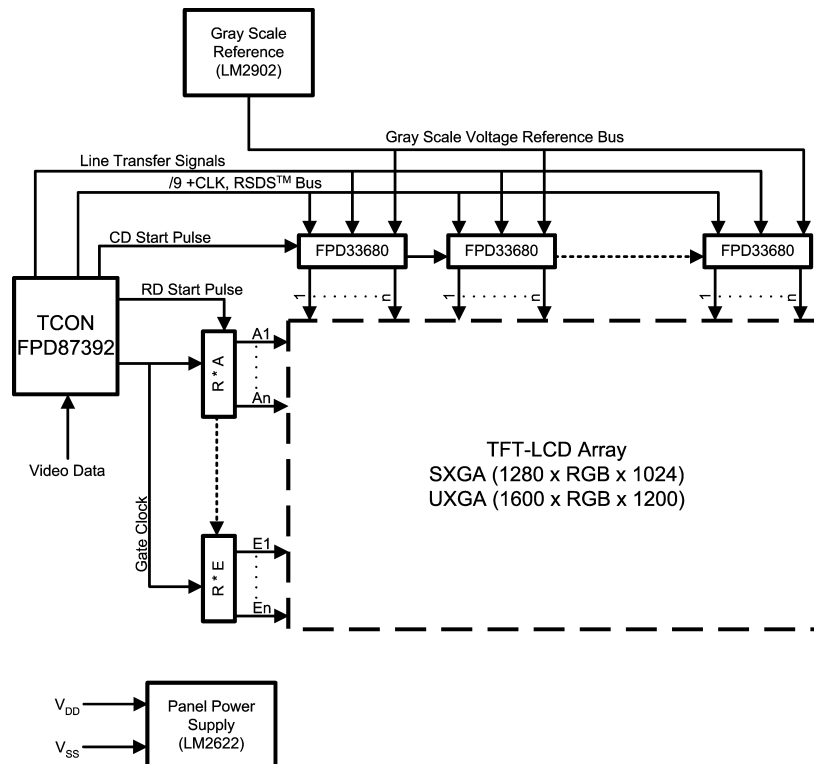 Gray Scale
Reference
(LM2902)
Gray Scale Voltage Reference Bus
Line Transfer Signals
/9 +CLK, RSDS™ Bus
CD Start Pulse
FPD33680
FPD33680
FPD33680
RD Start Pulse
1 . . . . . . . . n
1 . . . . . . . . n
1 . . . . . . . . n
TCON
FPD87392
R * A
A1
An
Video Data
TFT-LCD Array
SXGA (1280 x RGB x 1024)
UXGA (1600 x RGB x 1200)
Gate Clock
R * E
E1
En
VDD
VSS
Panel Power
Supply
(LM2622)